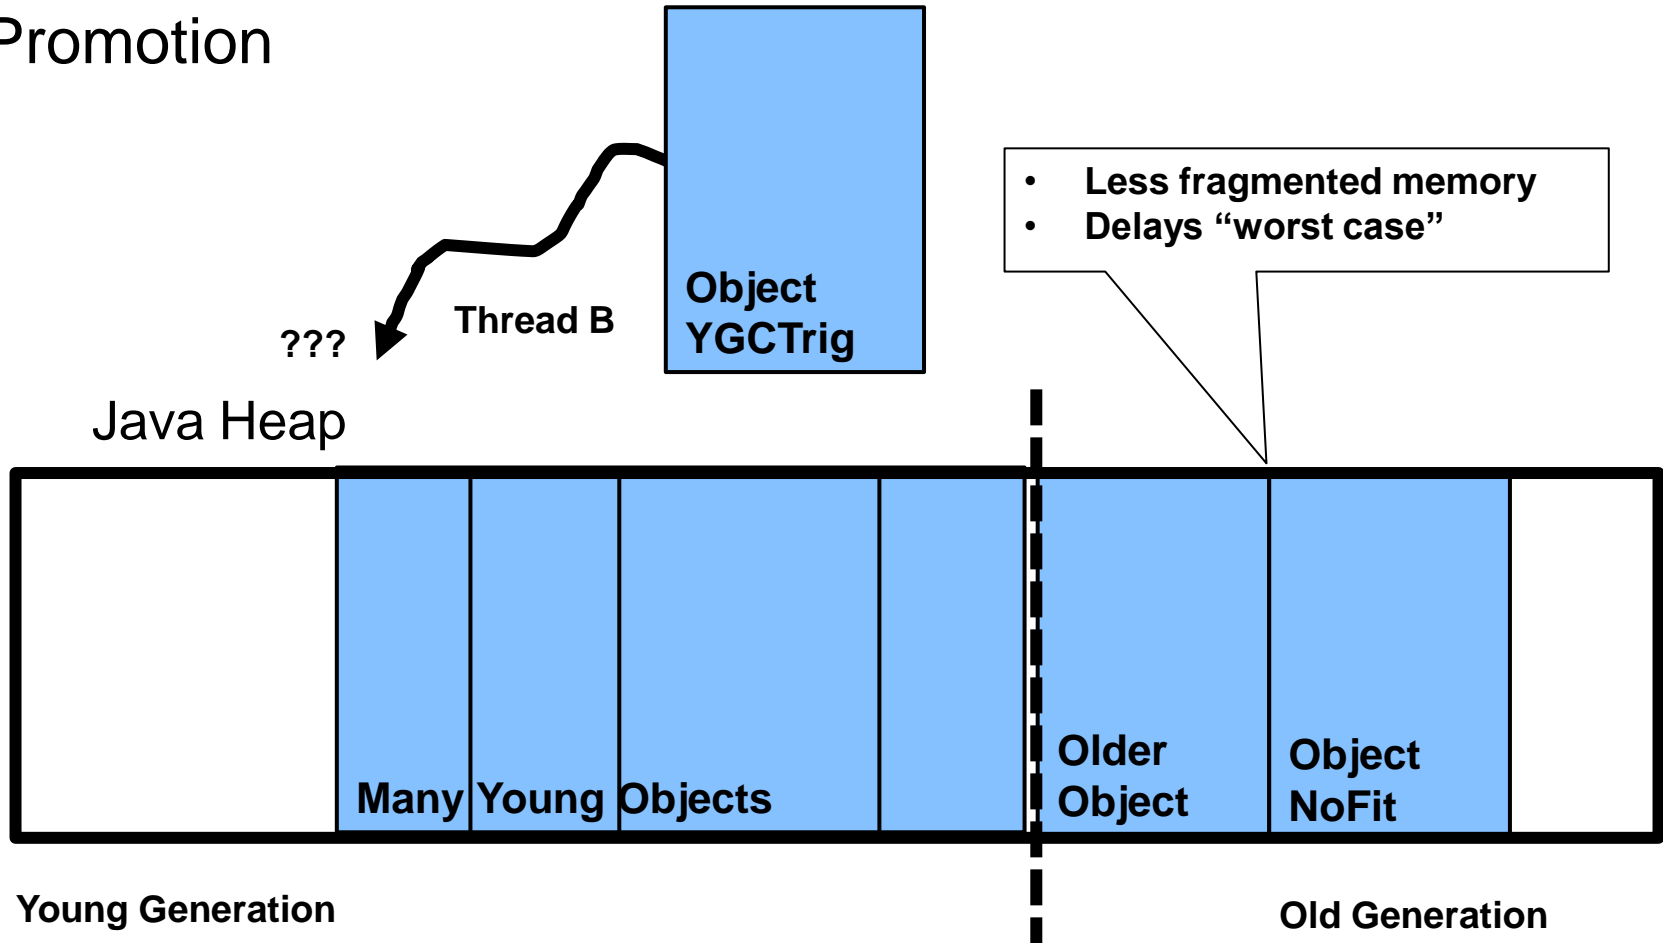 Promotion
• Less fragmented memory
• Delays “worst case”
Object
YGCTrig
Thread B
???
Java Heap
Many Young Objects
Older
Object
Object
NoFit
Young Generation
Old Generation